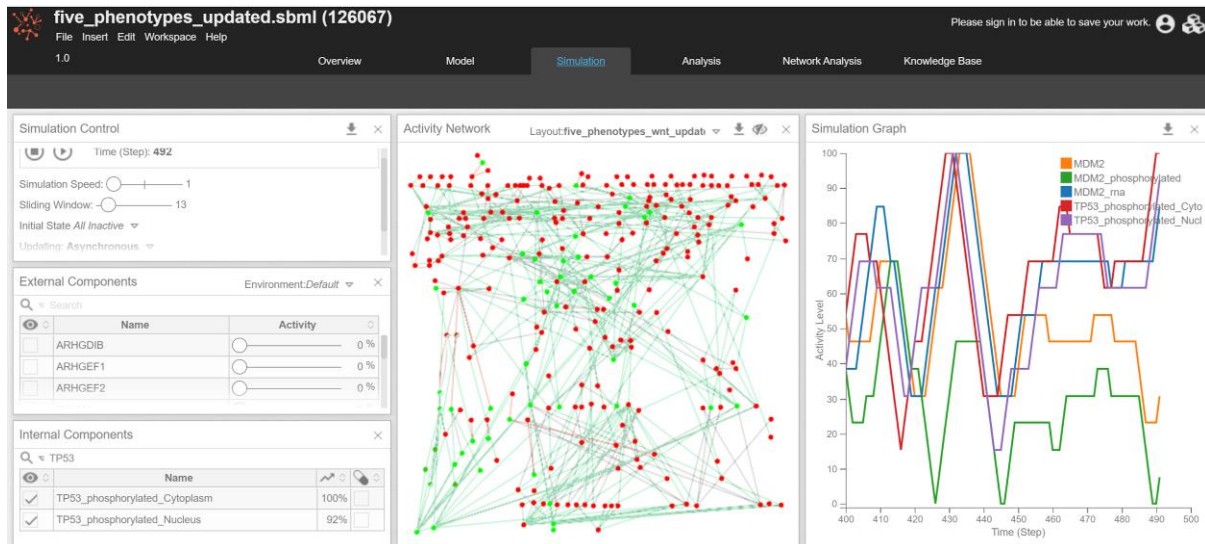 five_phenotypes_updated.sbml (126067)
Please sign in to be able to save your work.
File Insert Edit Workspace Help
1.0
Overview Model Simulation Analysis Network Analysis Knowledge Base
Simulation Control
Time (Step): 492
Simulation Speed: 1
Sliding Window: 13
Initial State All Inactive
Updating: Asynchronous
External Components
Environment:Default
Search
Name Activity
ARHGDIB 0 %
ARHGEF1 0 %
ARHGEF2 0 %
Internal Components
TP53
Name
TP53_phosphorylated_Cytoplasm 100%
TP53_phosphorylated_Nucleus 92%
Activity Network
Layout:five_phenotypes_wnt_updat
Simulation Graph
MDM2
MDM2_phosphorylated
MDM2_rna
TP53_phosphorylated_Cyto
TP53_phosphorylated_Nucl
Activity Level
100
90
80
70
60
50
40
30
20
10
0
400 410 420 430 440 450 460 470 480 490 500
Time (Step)